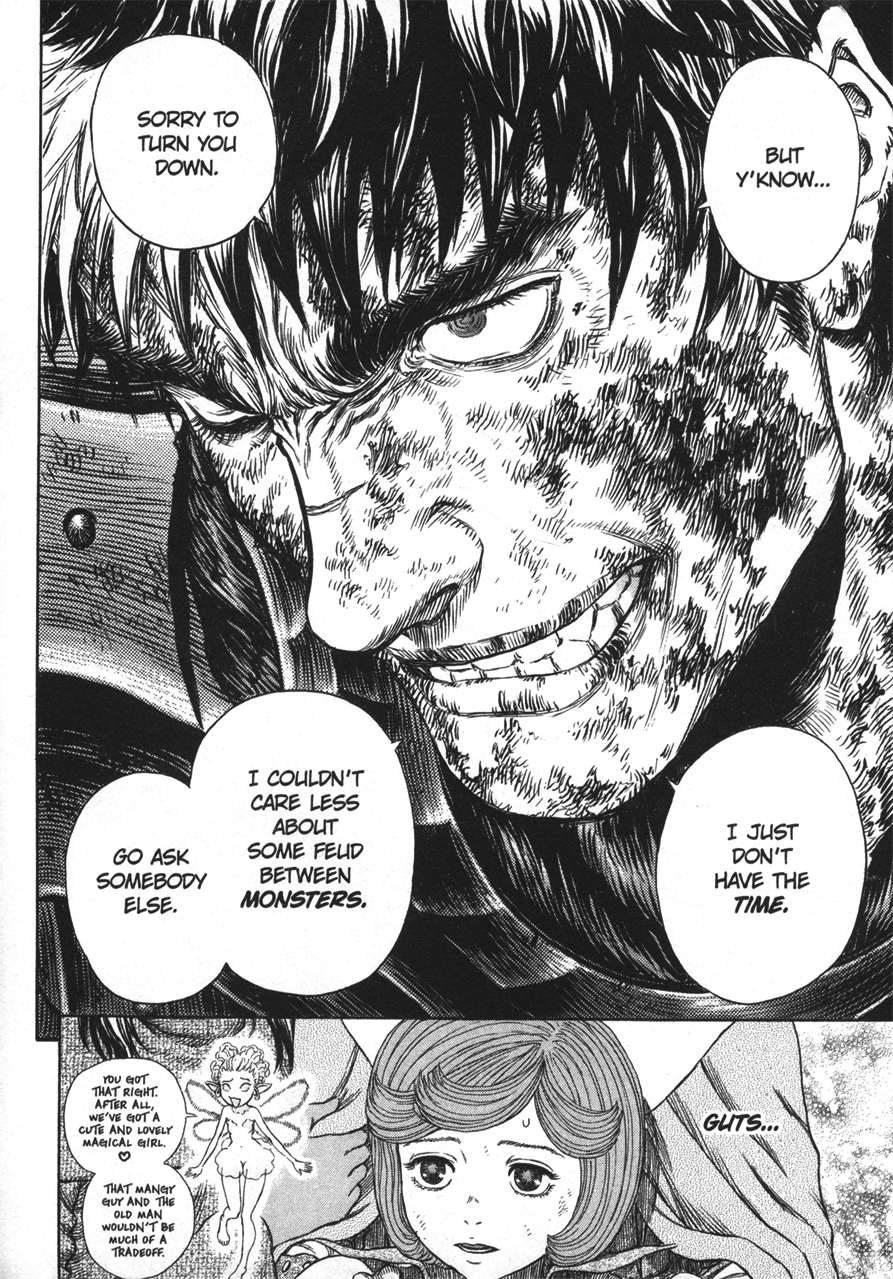 BUT
Y'KNOW...
SORRY TO
TURN YOU
DOWN.
I JUST
DON'T
HAVE THE
TIME.
I COULDN'T
CARE LESS
ABOUT
SOME FEUD
BETWEEN
MONSTERS.
GO ASK
SOMEBODY
ELSE.
GUTS...
YOU GOT
THAT RIGHT.
AFTER ALL,
WE'VE GOT A
CUTE AND LOVELY
MAGICAL GIRL.
♡
THAT MANGY
GUY AND THE
OLD MAN
WOULDN'T BE
MUCH OF A
TRADEOFF.